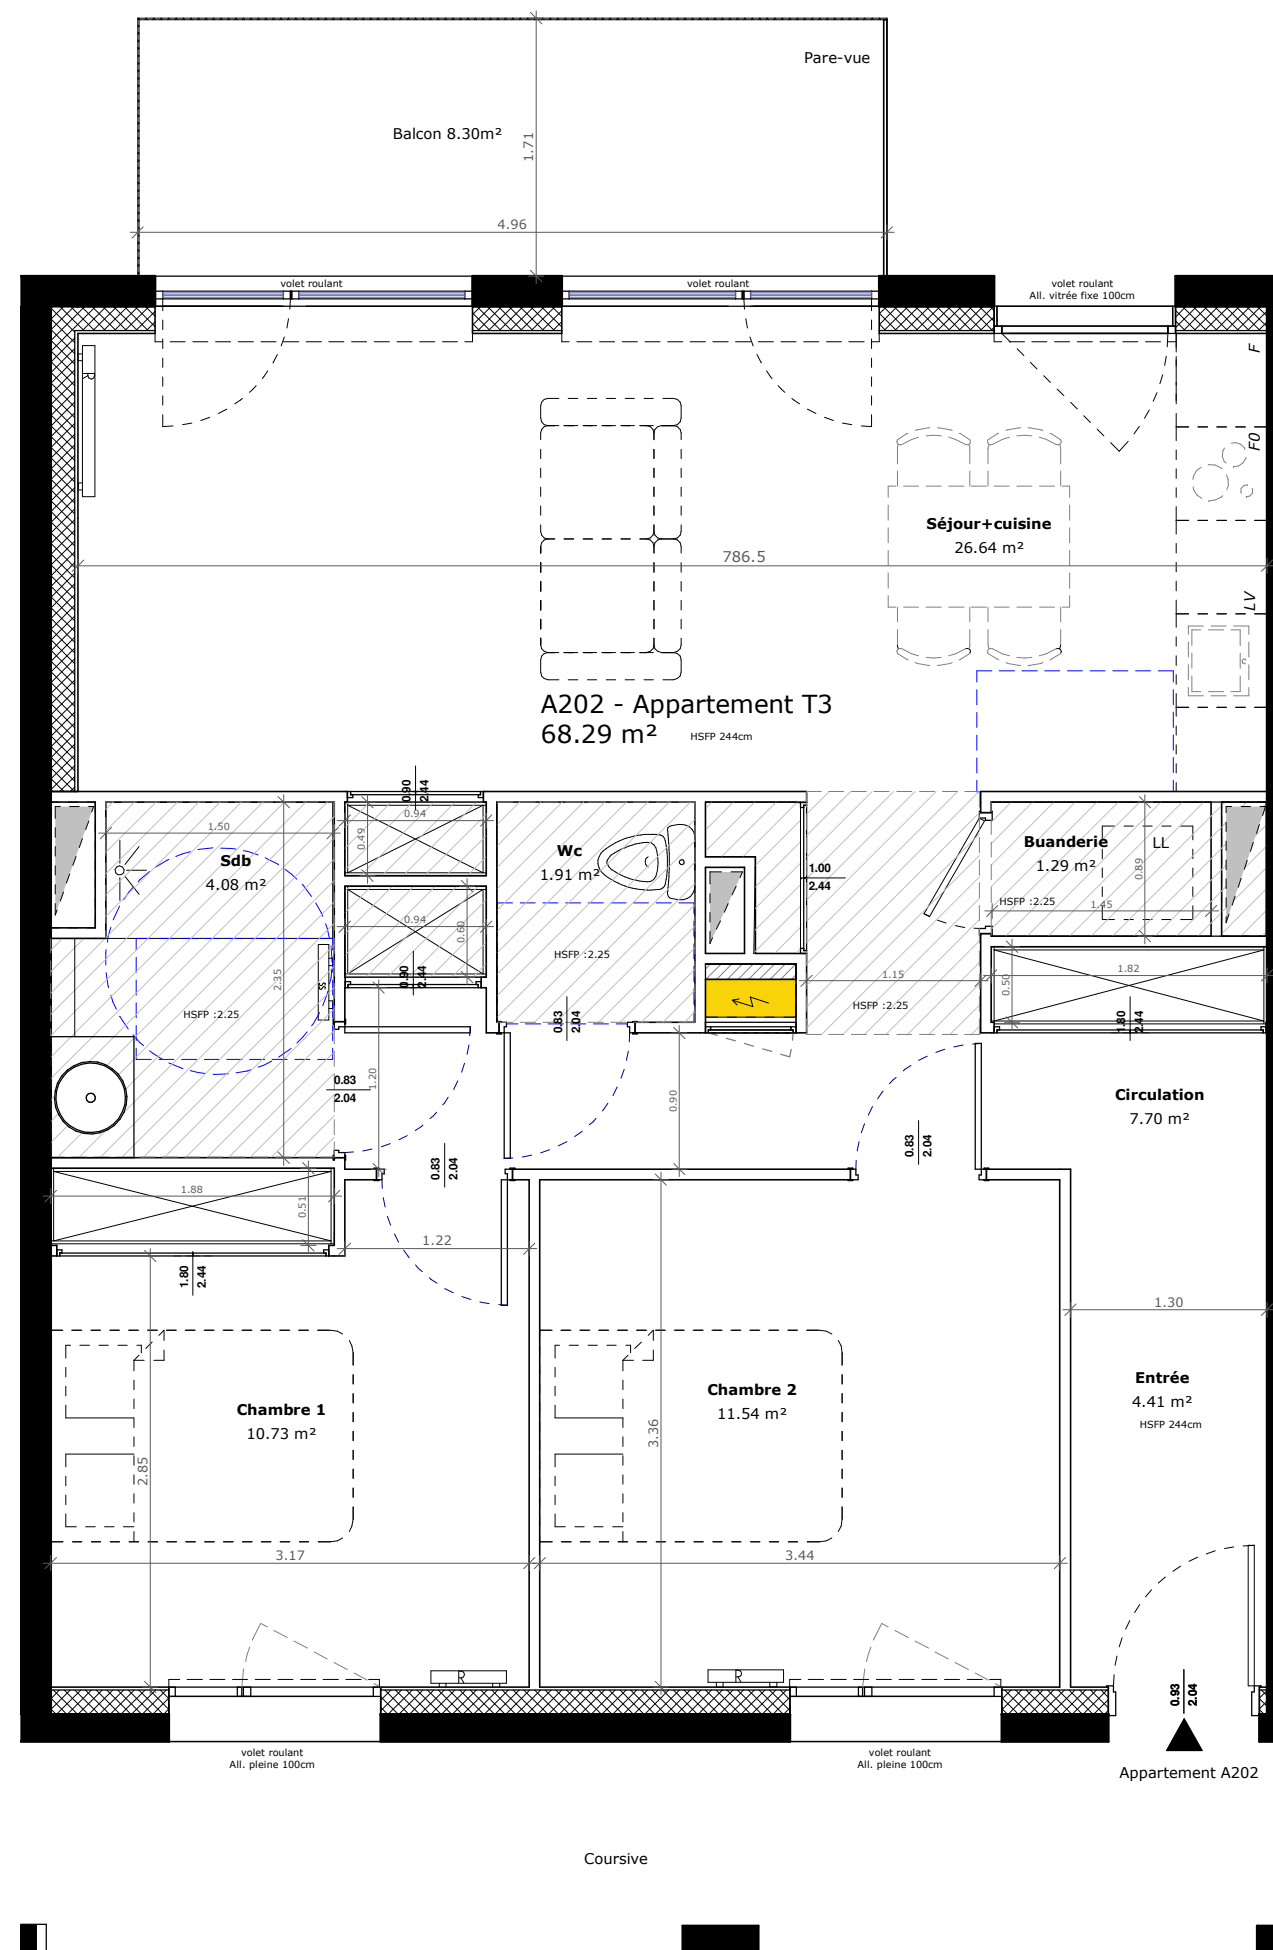 Pare-vue
Balcon 8.30m²
1.71
4.96
volet roulant
volet roulant
volet roulant
All. vitrée fixe 100cm
R
F
F0
Séjour+cuisine
26.64 m²
786.5
LV
A202 - Appartement T3
68.29 m²
HSFP 244cm
0.90
2.44
0.94
0.49
1.50
Sdb
4.08 m²
Wc
1.91 m²
1.00
2.44
Buanderie
1.29 m²
LL
0.89
HSFP :2.25
1.45
0.94
0.60
0.90
2.44
HSFP :2.25
2.35
SS
HSFP :2.25
1.15
HSFP :2.25
0.50
1.82
1.80
2.44
0.83
2.04
0.83
2.04
1.20
0.90
Circulation
7.70 m²
0.83
2.04
0.83
2.04
1.88
0.51
1.22
1.80
2.44
1.30
Entrée
4.41 m²
HSFP 244cm
Chambre 1
10.73 m²
Chambre 2
11.54 m²
2.85
3.36
3.17
3.44
R
R
0.93
2.04
volet roulant
All. pleine 100cm
volet roulant
All. pleine 100cm
Appartement A202
Coursive